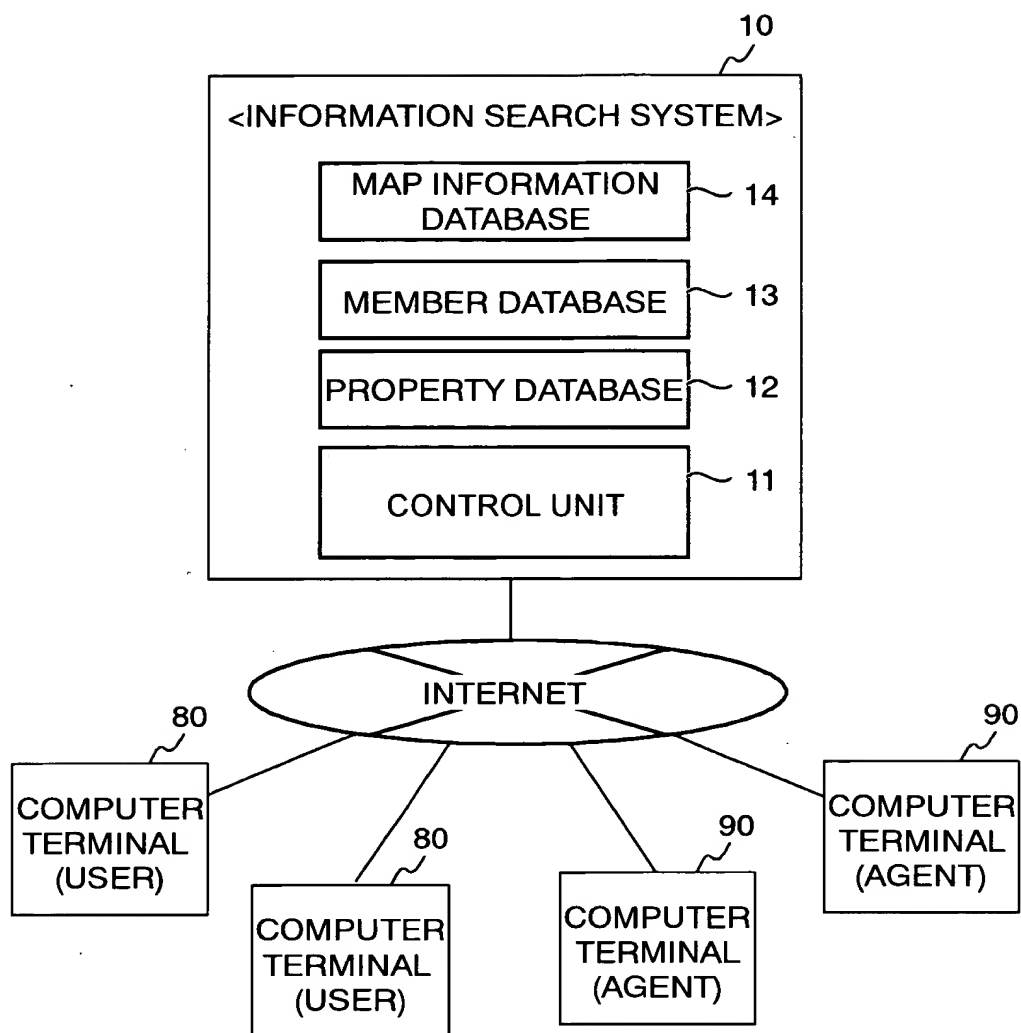 10
<INFORMATION SEARCH SYSTEM>
MAP INFORMATION
DATABASE
14
MEMBER DATABASE
13
PROPERTY DATABASE
12
CONTROL UNIT
11
INTERNET
80
COMPUTER
TERMINAL
(USER)
80
COMPUTER
TERMINAL
(USER)
90
COMPUTER
TERMINAL
(AGENT)
90
COMPUTER
TERMINAL
(AGENT)